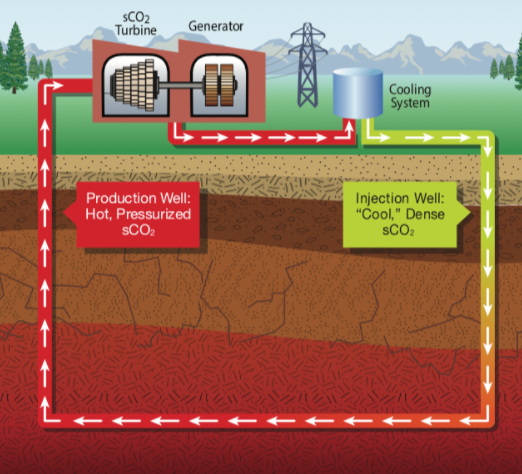 sCO₂
Turbine
Generator
Cooling
System
Production Well:
Hot, Pressurized
sCO₂
Injection Well:
“Cool,” Dense
sCO₂